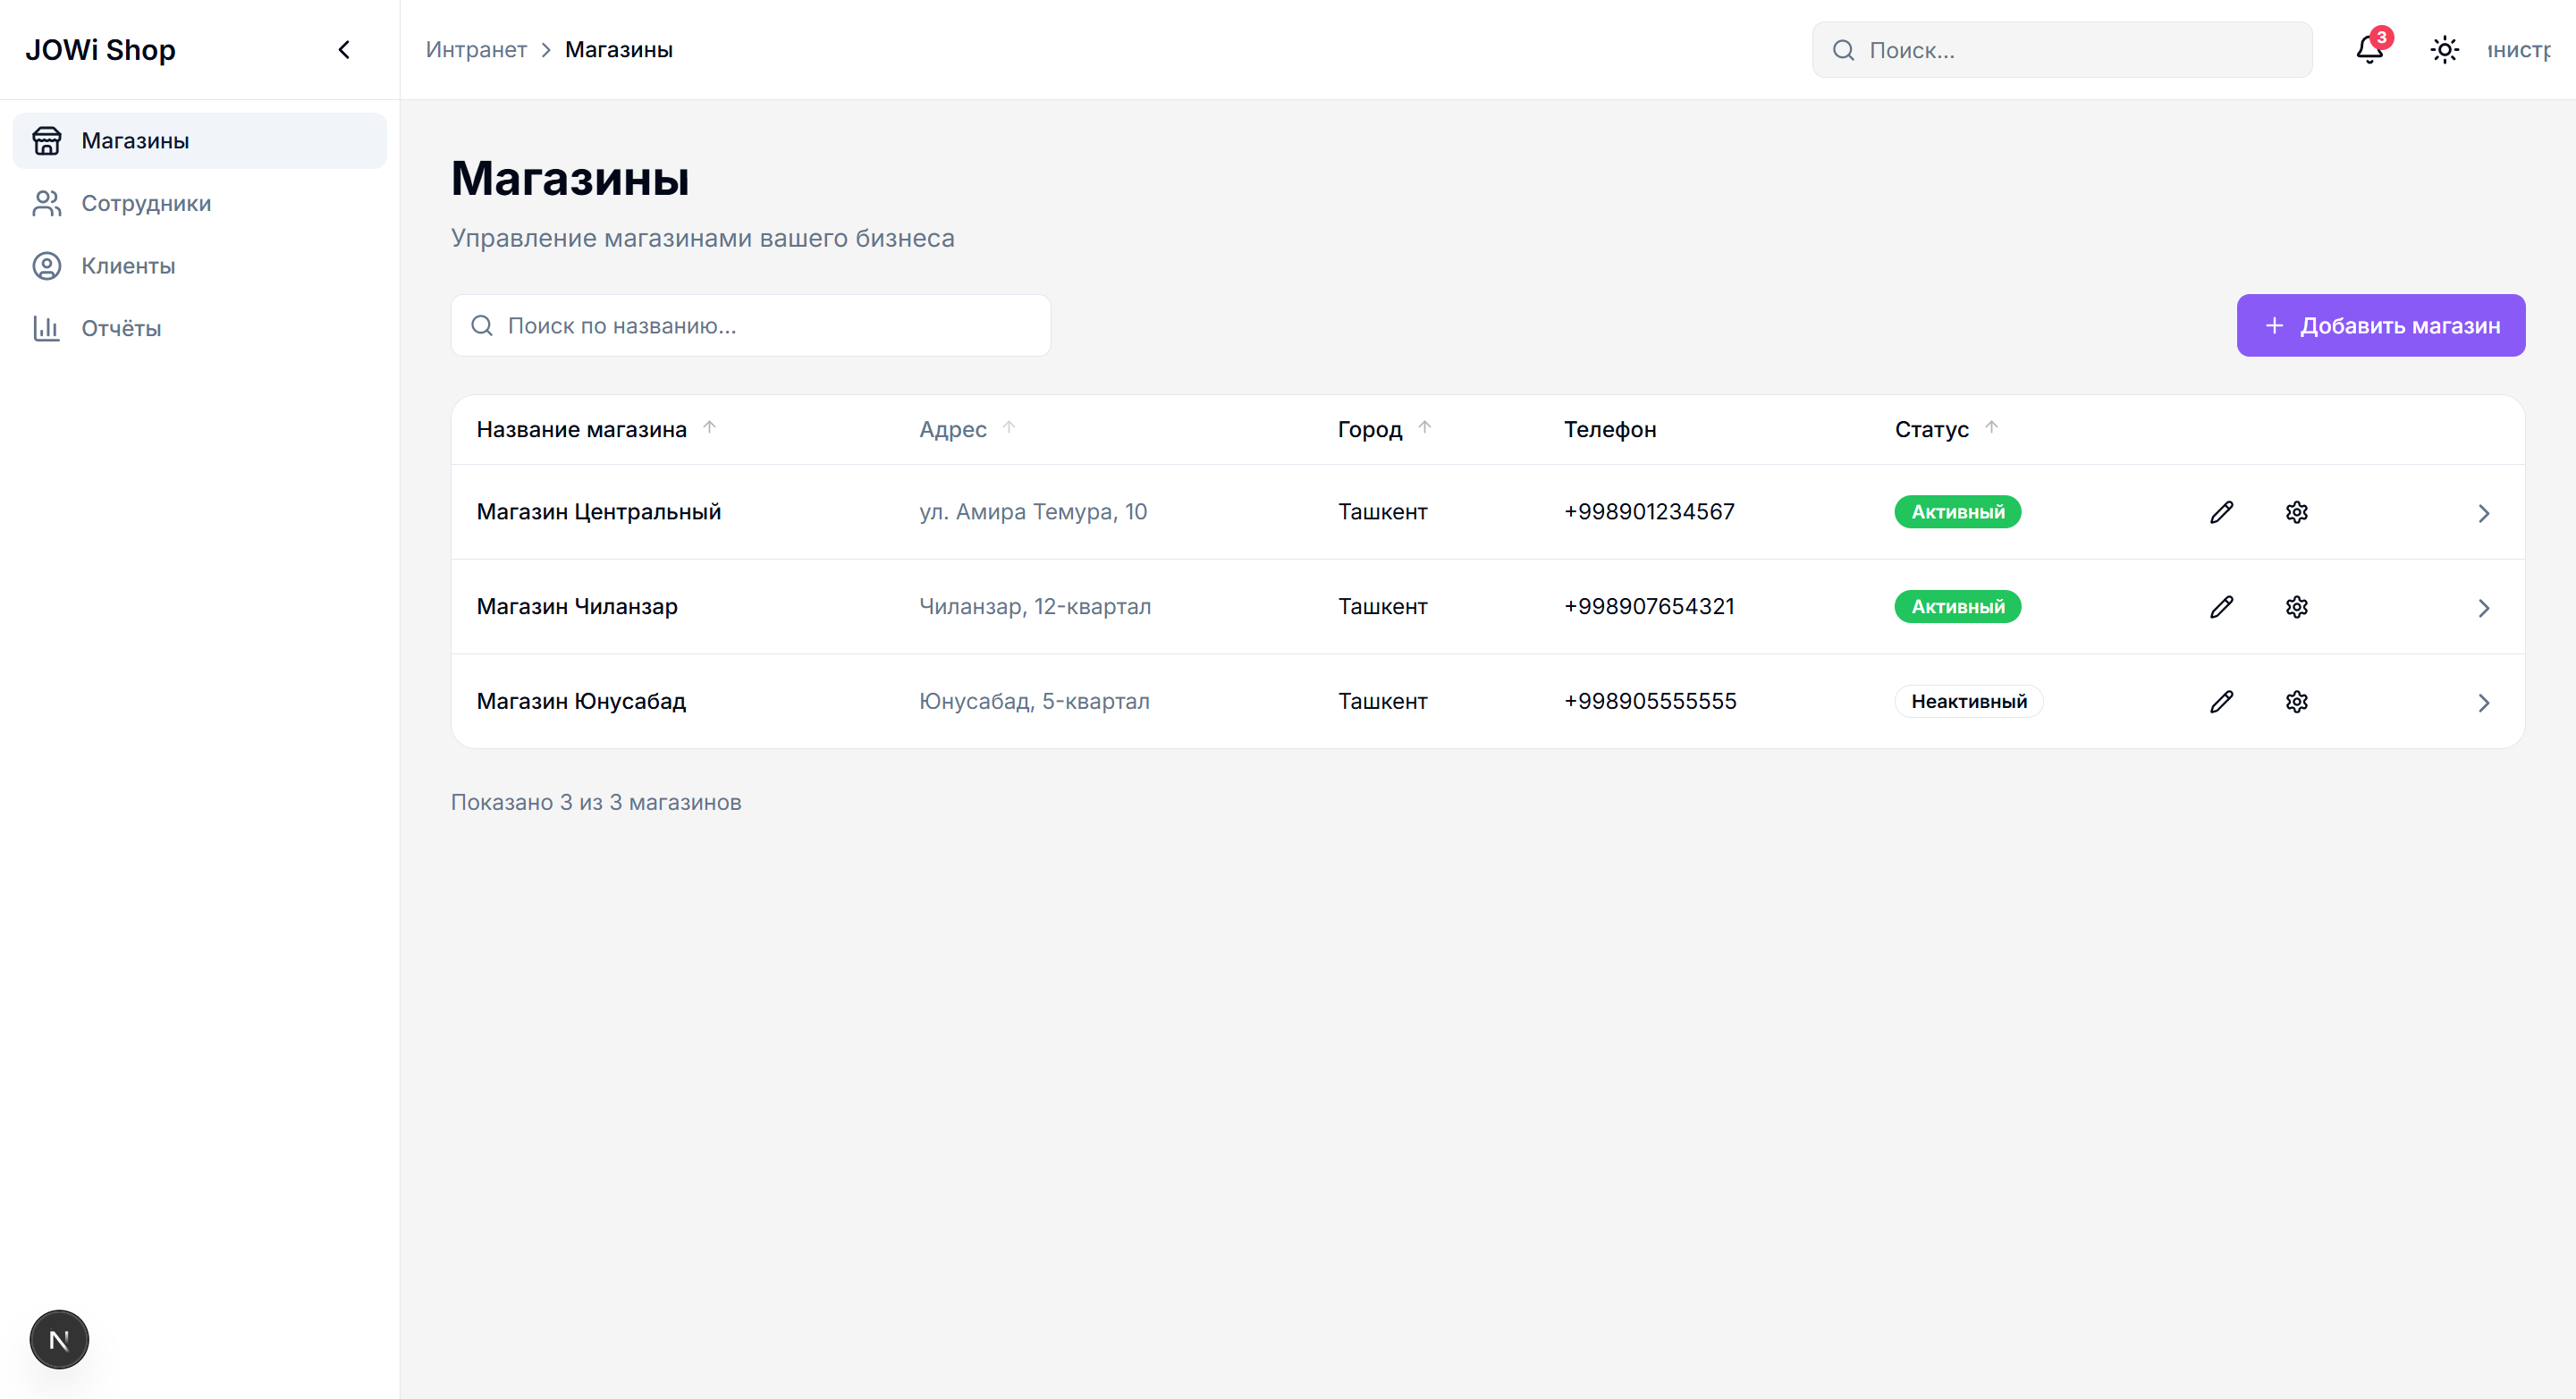 JOWi Shop
Интранет > Магазины
Поиск...
3
Магазины
Сотрудники
Клиенты
Отчёты
Магазины
Управление магазинами вашего бизнеса
Поиск по названию...
+ Добавить магазин
Название магазина ↑ Адрес ↑ Город ↑ Телефон Статус ↑
Магазин Центральный ул. Амира Темура, 10 Ташкент +998901234567 Активный
Магазин Чиланзар Чиланзар, 12-квартал Ташкент +998907654321 Активный
Магазин Юнусабад Юнусабад, 5-квартал Ташкент +998905555555 Неактивный
Показано 3 из 3 магазинов
N